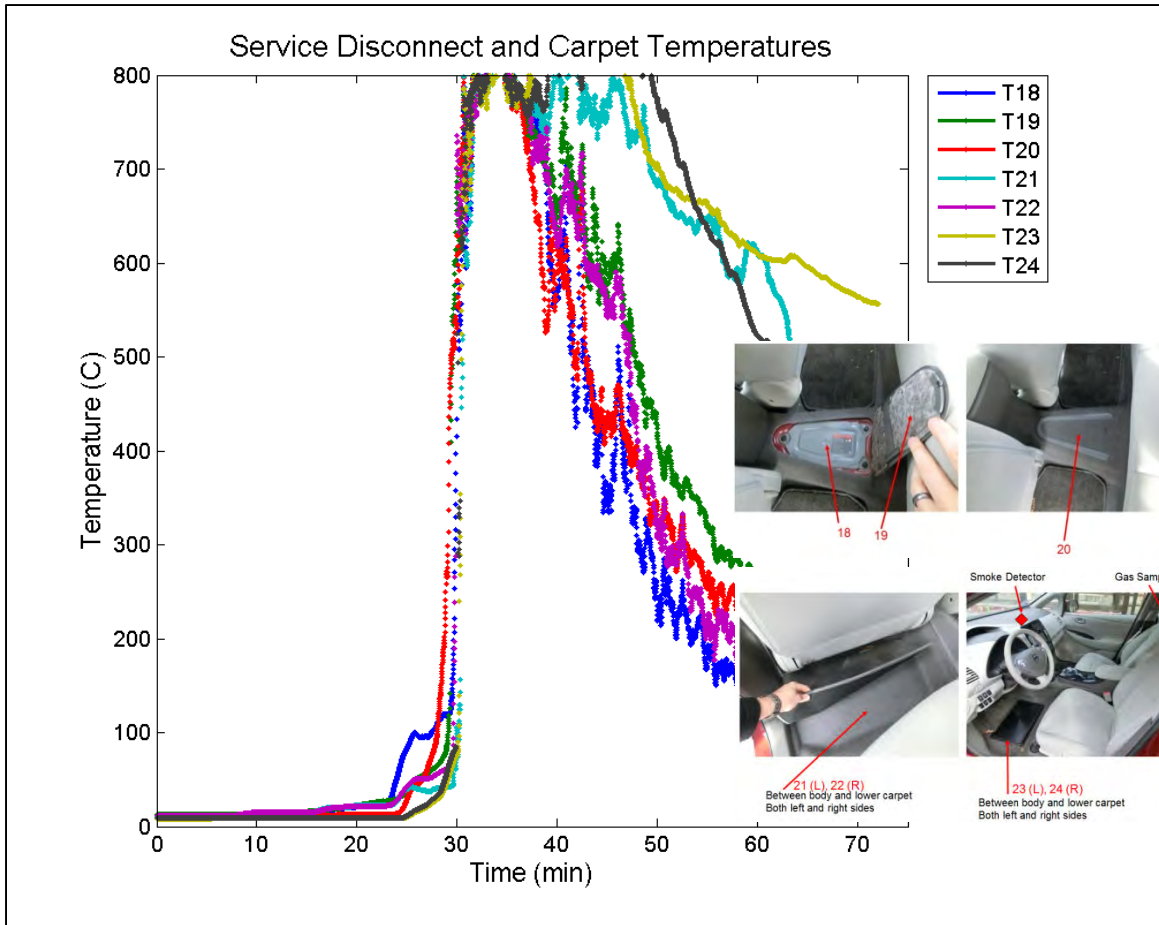 Service Disconnect and Carpet Temperatures
800
700
600
500
400
300
200
100
0
Temperature (C)
0 10 20 30 40 50 60 70
Time (min)
T18
T19
T20
T21
T22
T23
T24
18
19
20
Smoke Detector
Gas Samp
21 (L), 22 (R)
Between body and lower carpet
Both left and right sides
23 (L), 24 (R)
Between body and lower carpet
Both left and right sides